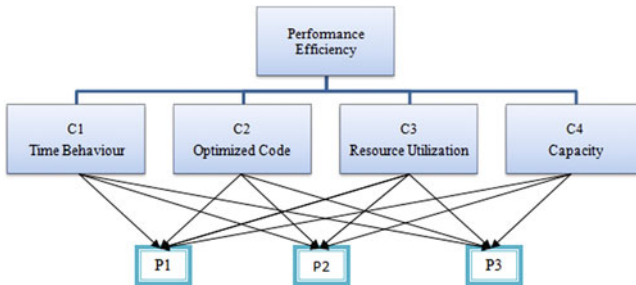 Performance
Efficiency
C1
Time Behaviour
C2
Optimized Code
C3
Resource Utilization
C4
Capacity
P1
P2
P3